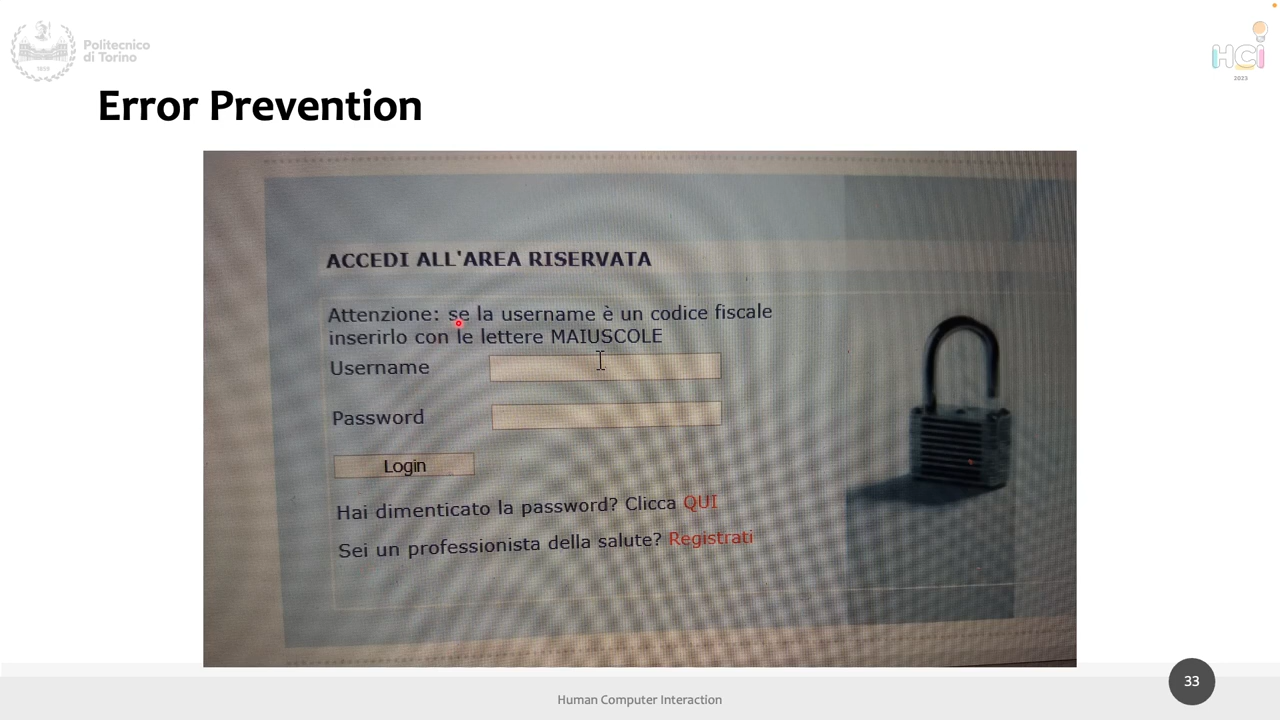 Politecnico
di Torino
1859
HCI
2023
Error Prevention
ACCEDI ALL'AREA RISERVATA
Attenzione: se la username è un codice fiscale
inserirlo con le lettere MAIUSCOLE
Username
Password
Login
Hai dimenticato la password? Clicca QUI
Sei un professionista della salute? Registrati
Human Computer Interaction
33